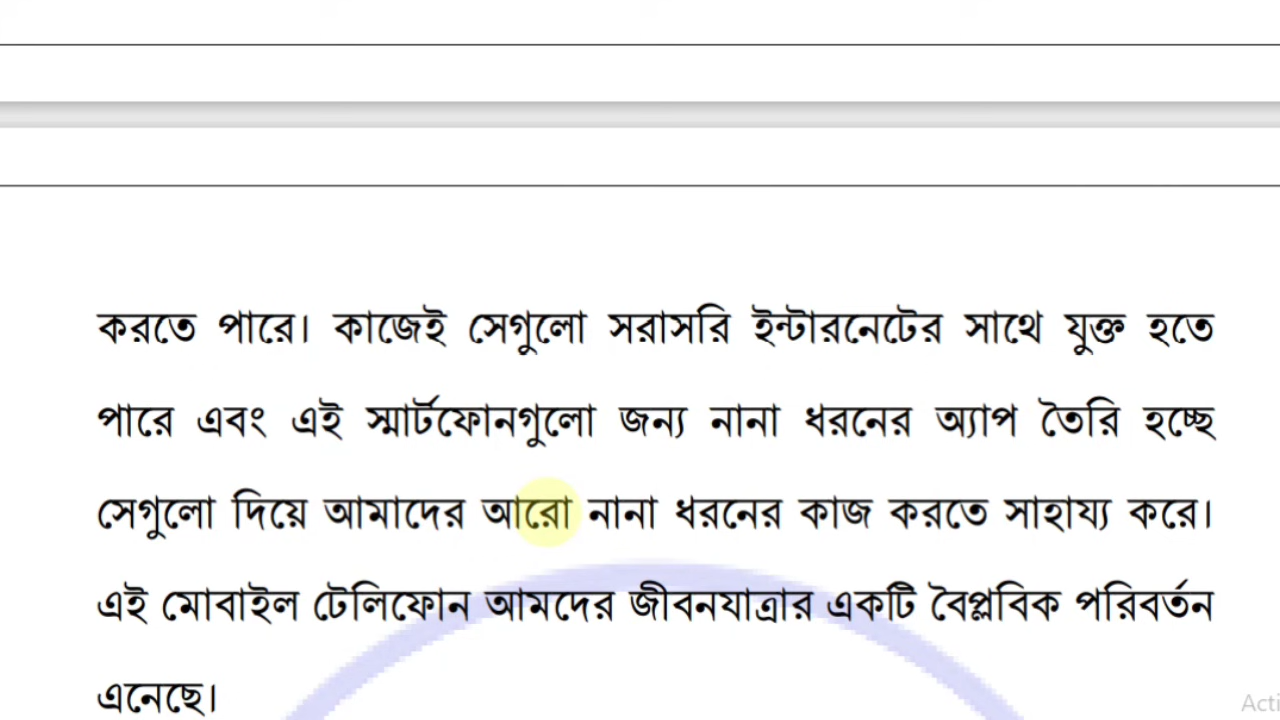 করতে পারে। কাজেই সেগুলো সরাসরি ইন্টারনেটের সাথে যুক্ত হতে
পারে এবং এই স্মার্টফোনগুলো জন্য নানা ধরনের অ্যাপ তৈরি হচ্ছে
সেগুলো দিয়ে আমাদের আরো নানা ধরনের কাজ করতে সাহায্য করে।
এই মোবাইল টেলিফোন আমদের জীবনযাত্রার একটি বৈপ্লবিক পরিবর্তন
এনেছে।
Acti